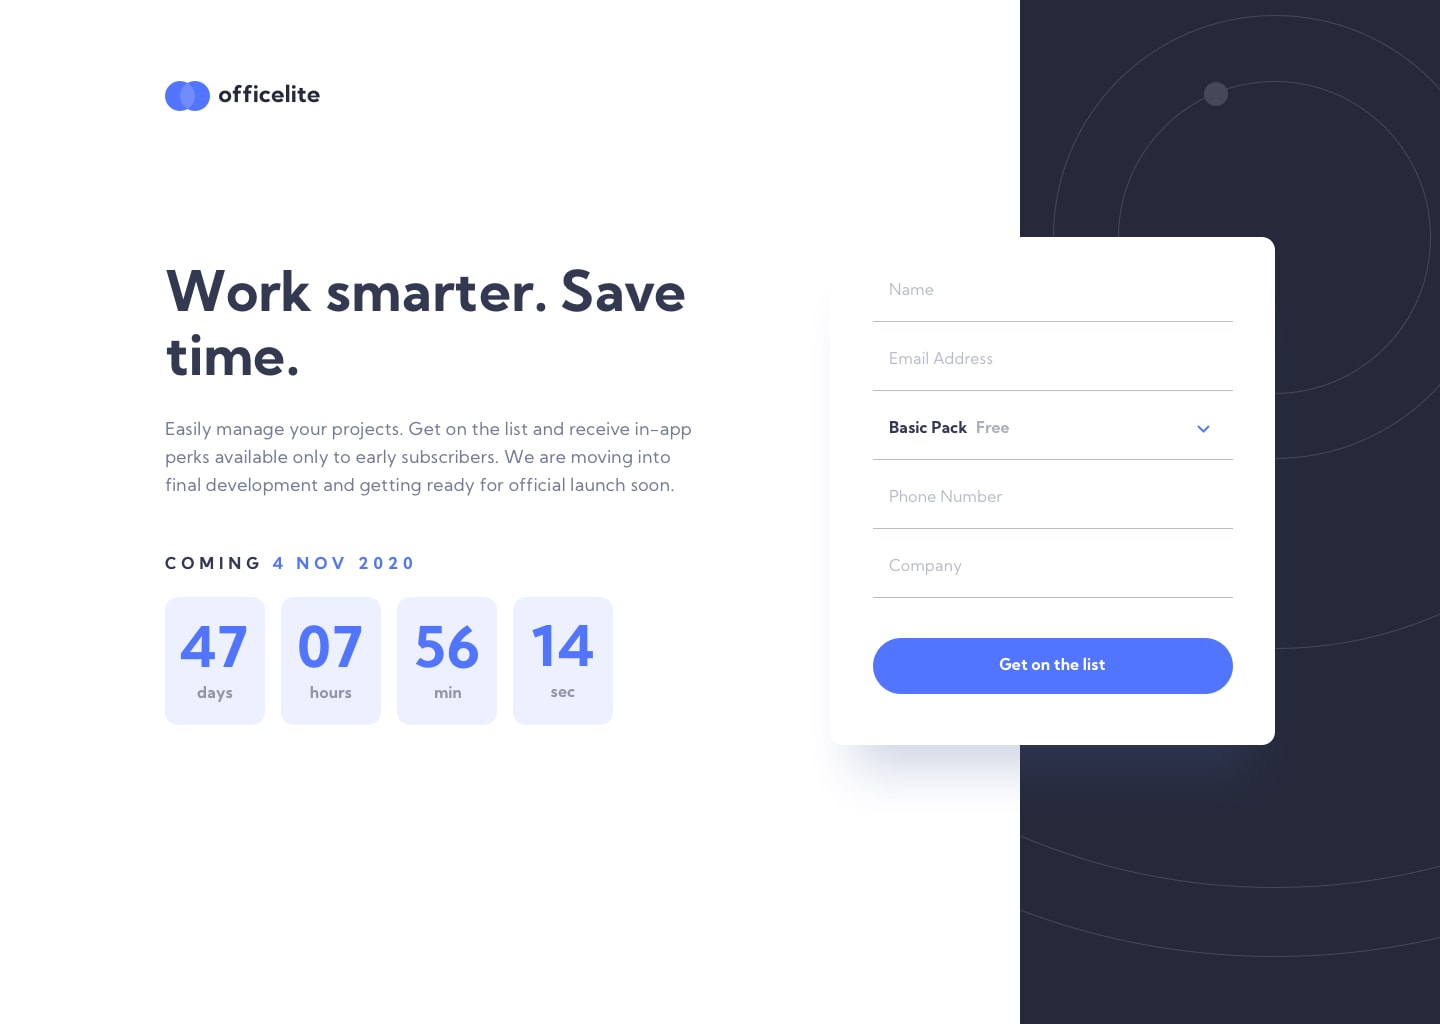 officelite
Work smarter. Save
time.
Easily manage your projects. Get on the list and receive in-app
perks available only to early subscribers. We are moving into
final development and getting ready for official launch soon.
COMING 4 NOV 2020
47 07 56 14
days hours min sec
Name
Email Address
Basic Pack Free
Phone Number
Company
Get on the list